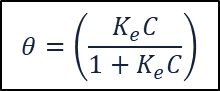 θ = (K_e C / 1 + K_e C)